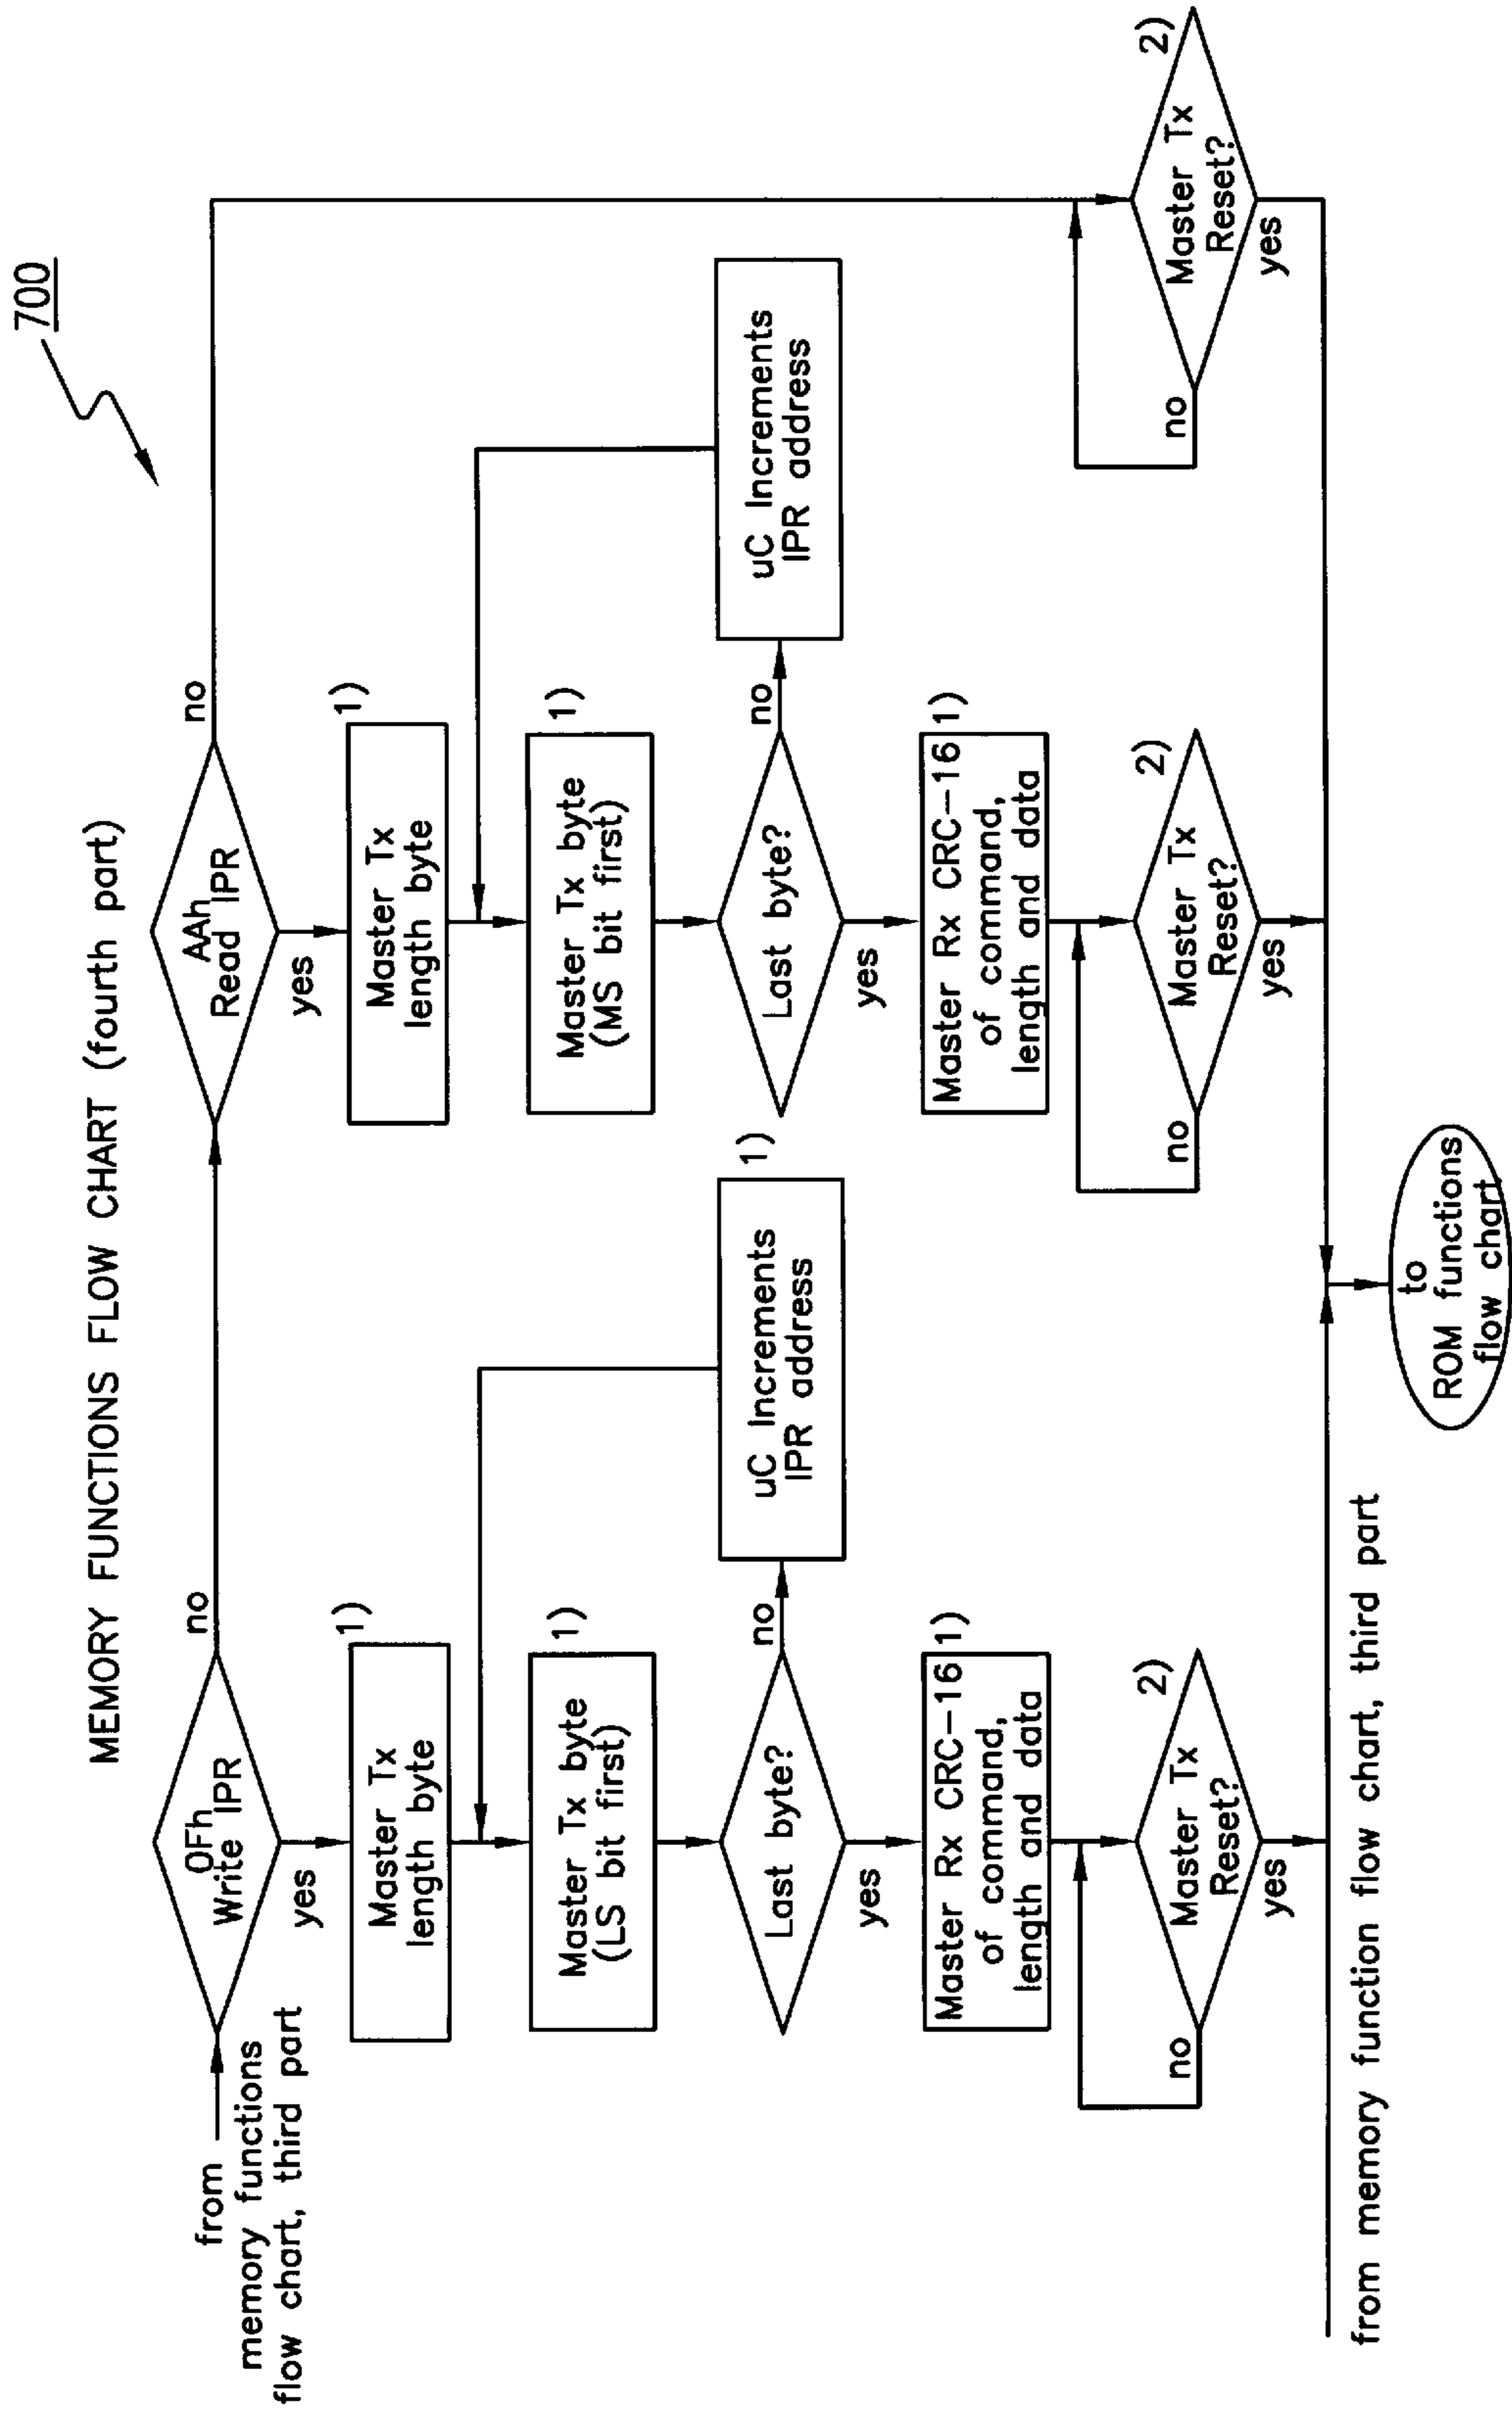 700
MEMORY FUNCTIONS FLOW CHART (fourth part)
from
memory functions
flow chart, third part
0Fh
Write IPR
no
yes
Master Tx
length byte
1)
Master Tx byte
(LS bit first)
1)
Last byte?
no
uC Increments
IPR address
1)
yes
Master Rx CRC-16
of command,
length and data
1)
Master Tx
Reset?
2)
no
yes
AAh
Read IPR
no
yes
Master Tx
length byte
1)
Master Tx byte
(MS bit first)
1)
Last byte?
no
uC Increments
IPR address
yes
Master Rx CRC-16
of command,
length and data
1)
Master Tx
Reset?
2)
no
yes
Master Tx
Reset?
2)
no
yes
from memory function flow chart, third part
to
ROM functions
flow chart